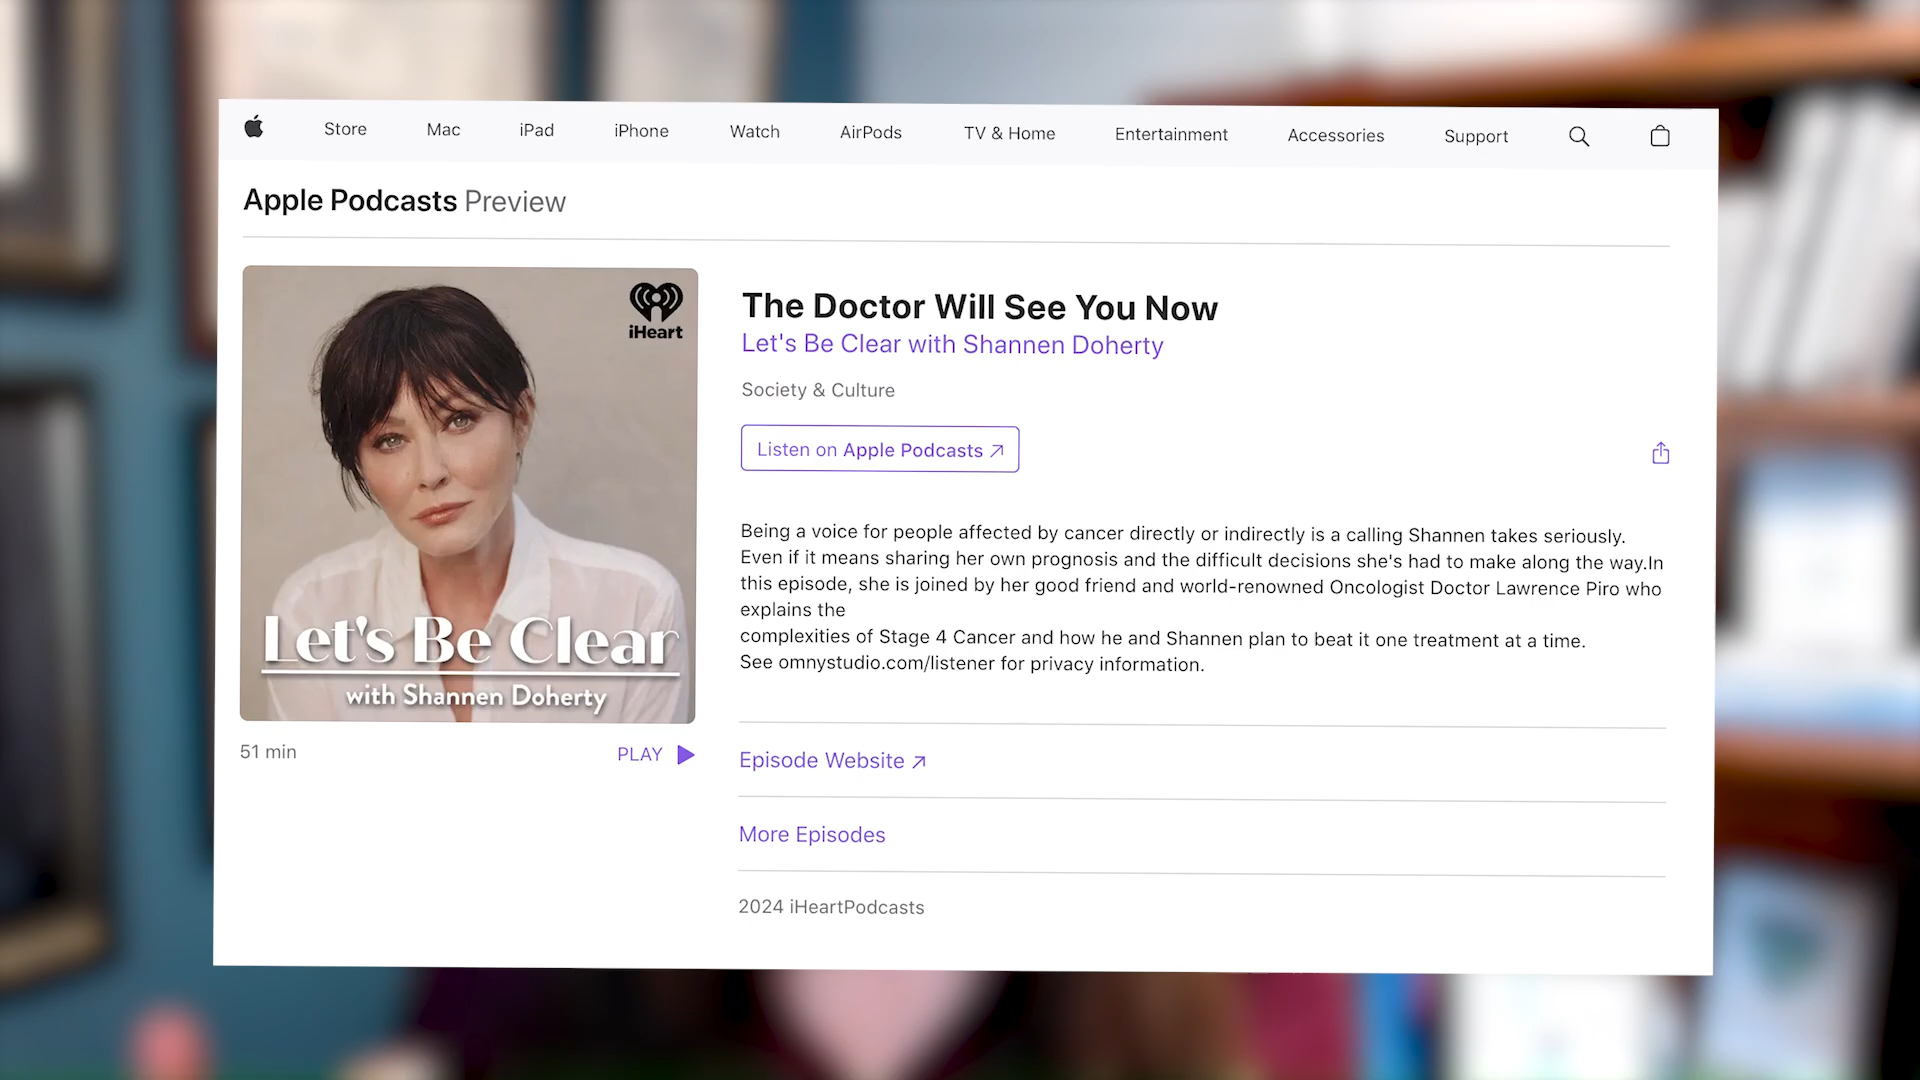 Store Mac iPad iPhone Watch AirPods TV & Home Entertainment Accessories Support
Apple Podcasts Preview
iHeart
Let's Be Clear
with Shannen Doherty
51 min
PLAY
The Doctor Will See You Now
Let's Be Clear with Shannen Doherty
Society & Culture
Listen on Apple Podcasts
Being a voice for people affected by cancer directly or indirectly is a calling Shannen takes seriously.
Even if it means sharing her own prognosis and the difficult decisions she's had to make along the way.In
this episode, she is joined by her good friend and world-renowned Oncologist Doctor Lawrence Piro who
explains the
complexities of Stage 4 Cancer and how he and Shannen plan to beat it one treatment at a time.
See omnystudio.com/listener for privacy information.
Episode Website
More Episodes
2024 iHeartPodcasts